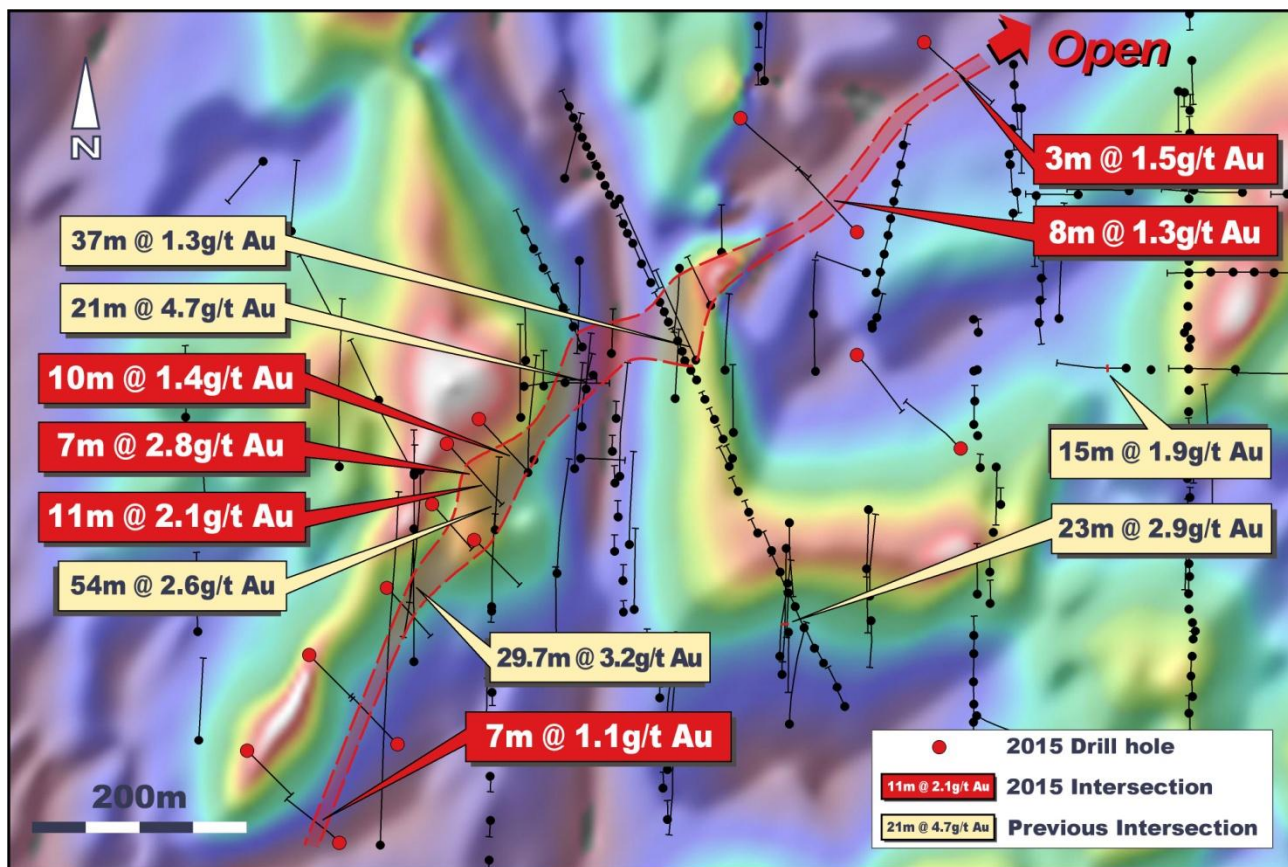 Open
N
3m @ 1.5g/t Au
8m @ 1.3g/t Au
37m @ 1.3g/t Au
21m @ 4.7g/t Au
10m @ 1.4g/t Au
7m @ 2.8g/t Au
11m @ 2.1g/t Au
54m @ 2.6g/t Au
15m @ 1.9g/t Au
23m @ 2.9g/t Au
29.7m @ 3.2g/t Au
7m @ 1.1g/t Au
200m
2015 Drill hole
11m @ 2.1g/t Au 2015 Intersection
21m @ 4.7g/t Au Previous Intersection